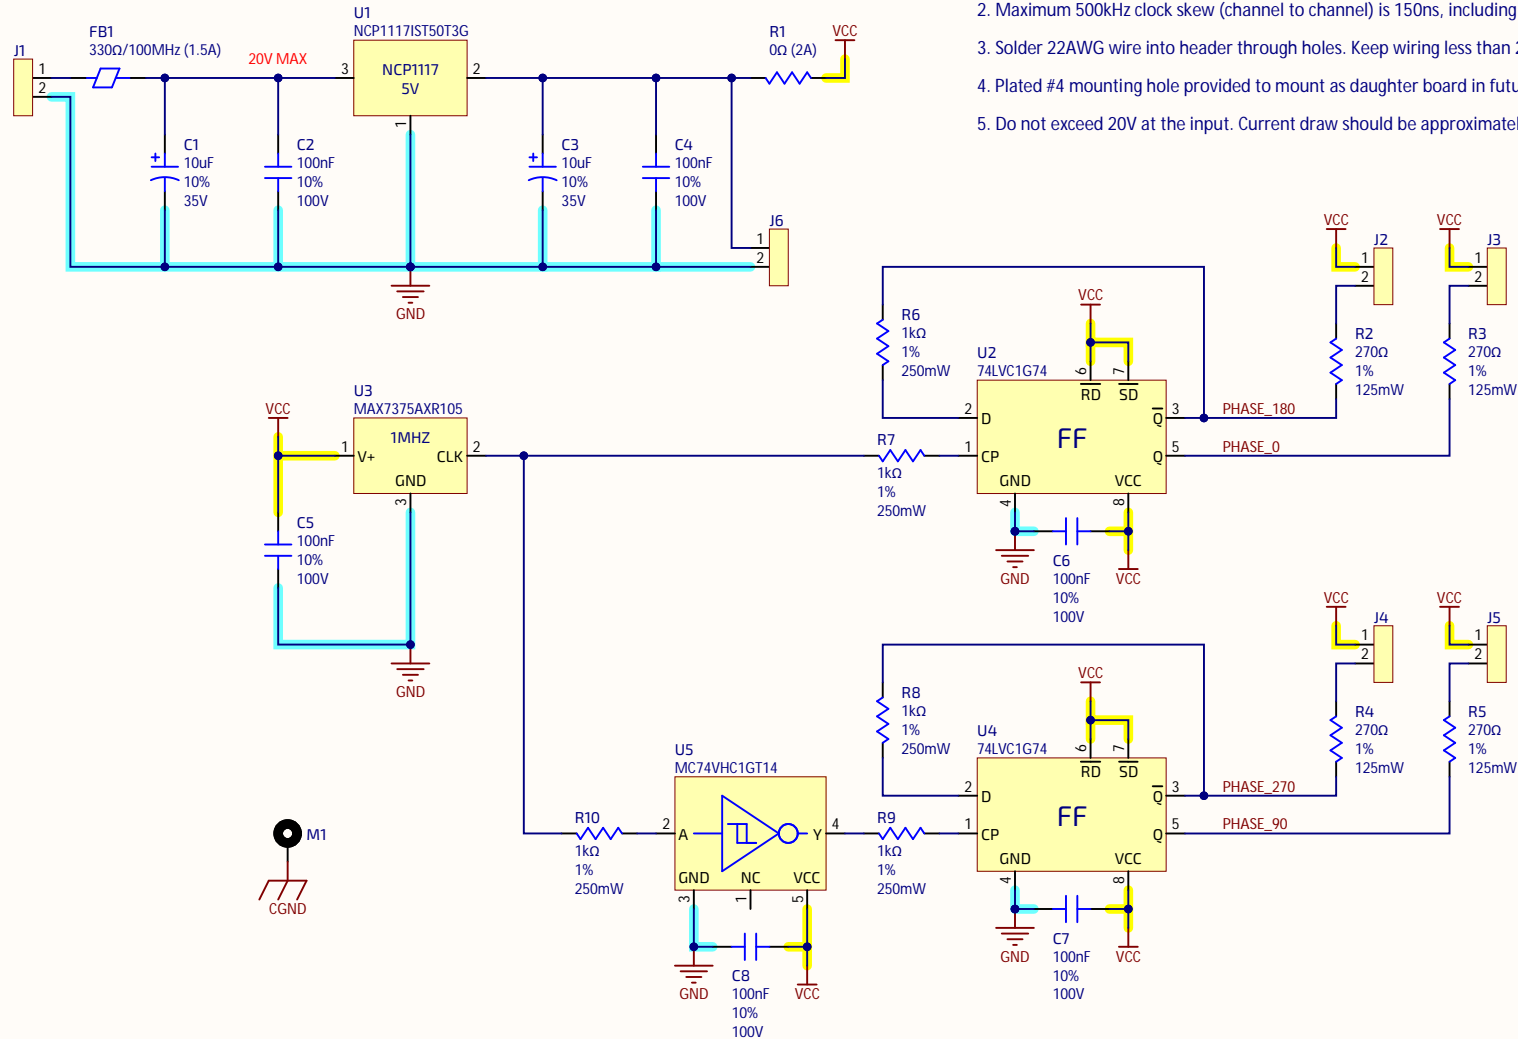 2. Maximum 500kHz clock skew (channel to channel) is 150ns, including
3. Solder 22AWG wire into header through holes. Keep wiring less than
4. Plated #4 mounting hole provided to mount as daughter board in
5. Do not exceed 20V at the input. Current draw should be
J1
1
2
FB1
330Ω/100MHz (1.5A)
20V MAX
U1
NCP1117IST50T3G
NCP1117
5V
3
2
1
R1
0Ω (2A)
VCC
C1
10uF
10%
35V
C2
100nF
10%
100V
C3
10uF
10%
35V
C4
100nF
10%
100V
GND
J6
1
2
VCC
J2
1
2
VCC
J3
1
2
R2
270Ω
1%
125mW
R3
270Ω
1%
125mW
R6
1kΩ
1%
250mW
VCC
U2
74LVC1G74
6
7
RD
SD
2
D
Q
3
PHASE_180
FF
1
CP
Q
5
PHASE_0
GND
VCC
4
8
R7
1kΩ
1%
250mW
C6
100nF
10%
100V
GND
VCC
VCC
U3
MAX7375AXR105
1MHZ
1
V+
CLK
2
GND
3
C5
100nF
10%
100V
GND
VCC
J4
1
2
VCC
J5
1
2
R4
270Ω
1%
125mW
R5
270Ω
1%
125mW
R8
1kΩ
1%
250mW
VCC
U4
74LVC1G74
6
7
RD
SD
2
D
Q
3
PHASE_270
FF
1
CP
Q
5
PHASE_90
GND
VCC
4
8
R9
1kΩ
1%
250mW
C7
100nF
10%
100V
GND
VCC
U5
MC74VHC1GT14
2
A
Y
4
GND
NC
VCC
3
1
5
R10
1kΩ
1%
250mW
C8
100nF
10%
100V
GND
VCC
M1
CGND